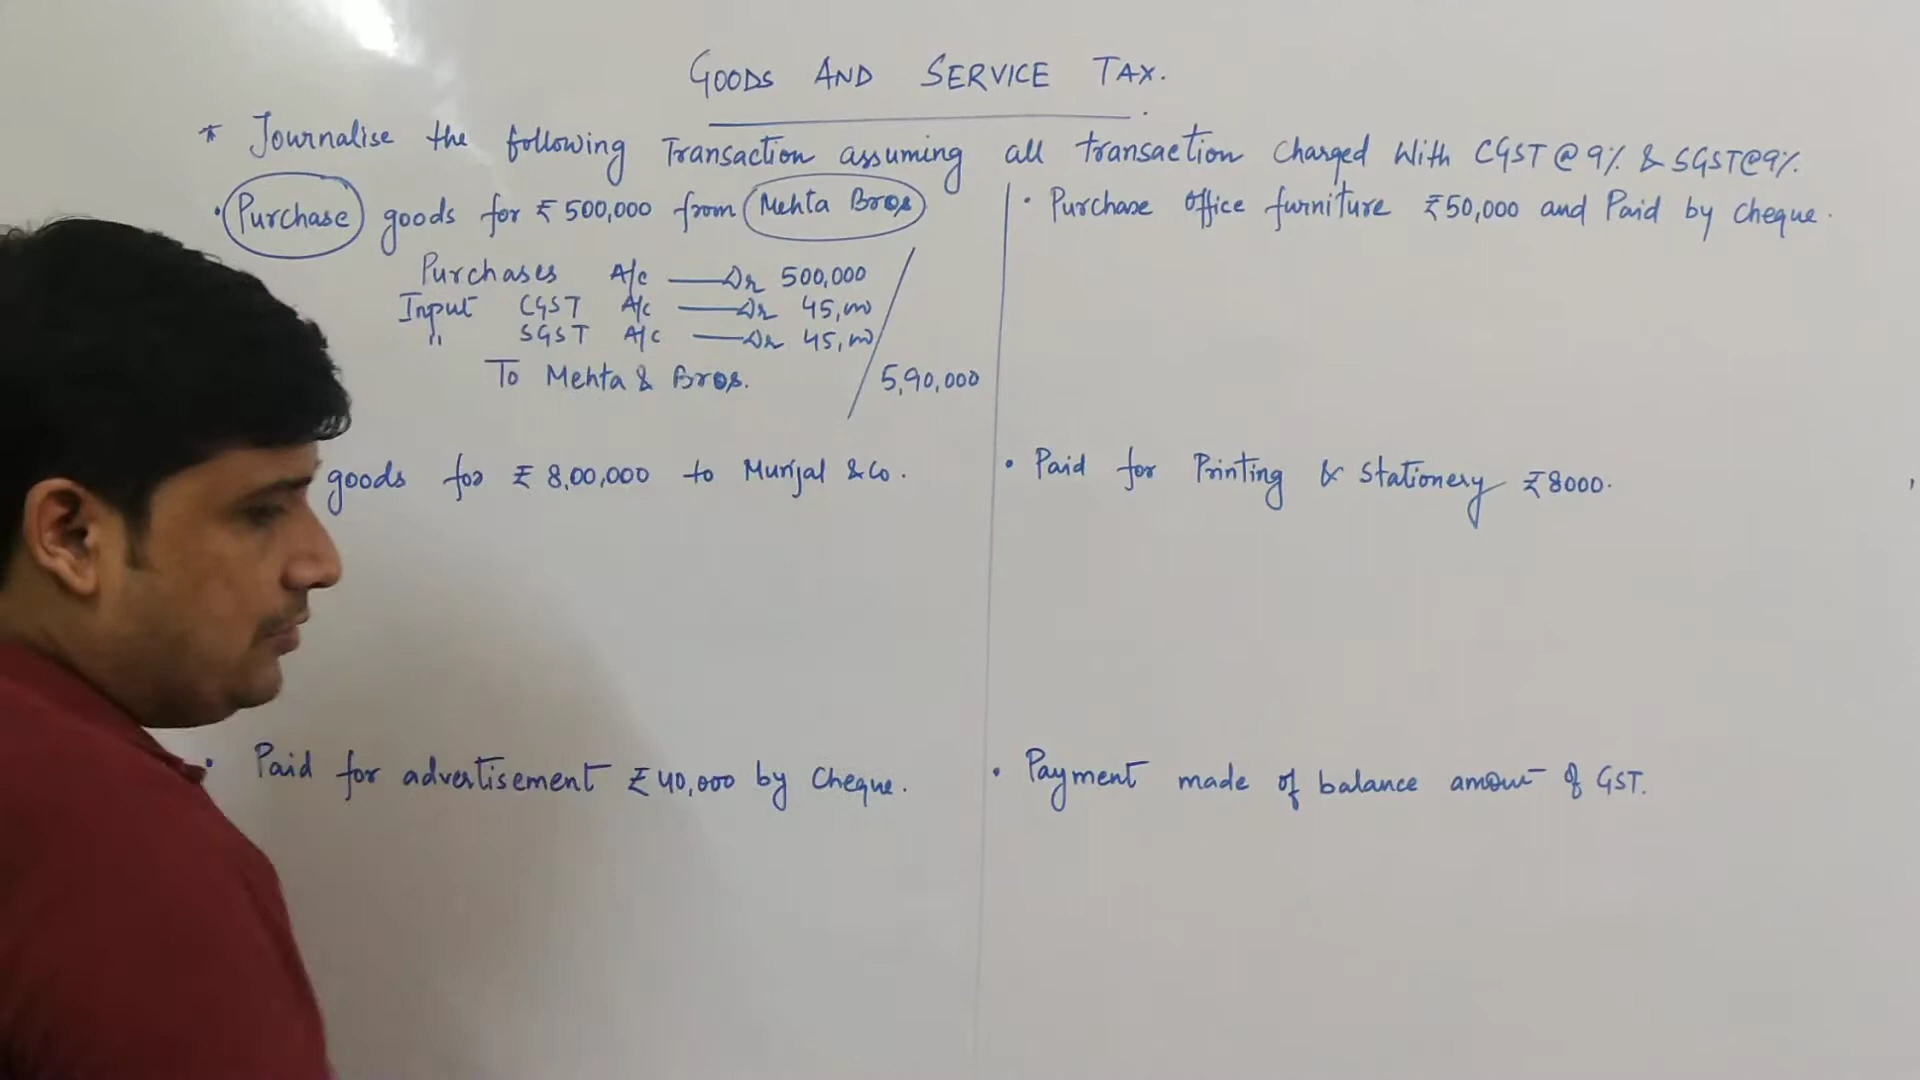 GOODS AND SERVICE TAX.
* Journalise the following Transaction assuming all transaction charged With CGST @ 9% & SGST@9%.
• Purchase goods for ₹ 500,000 from Mehta Bros
Purchases A/c —— Dr 500,000
Input CGST A/c —— Dr 45,000
" SGST A/c —— Dr 45,000
To Mehta & Bros. 5,90,000
goods for ₹ 8,00,000 to Munjal & Co.
• Paid for advertisement ₹ 40,000 by Cheque.
• Purchase office furniture ₹50,000 and Paid by cheque.
• Paid for Printing & Stationery ₹8000.
• Payment made of balance amount of GST.